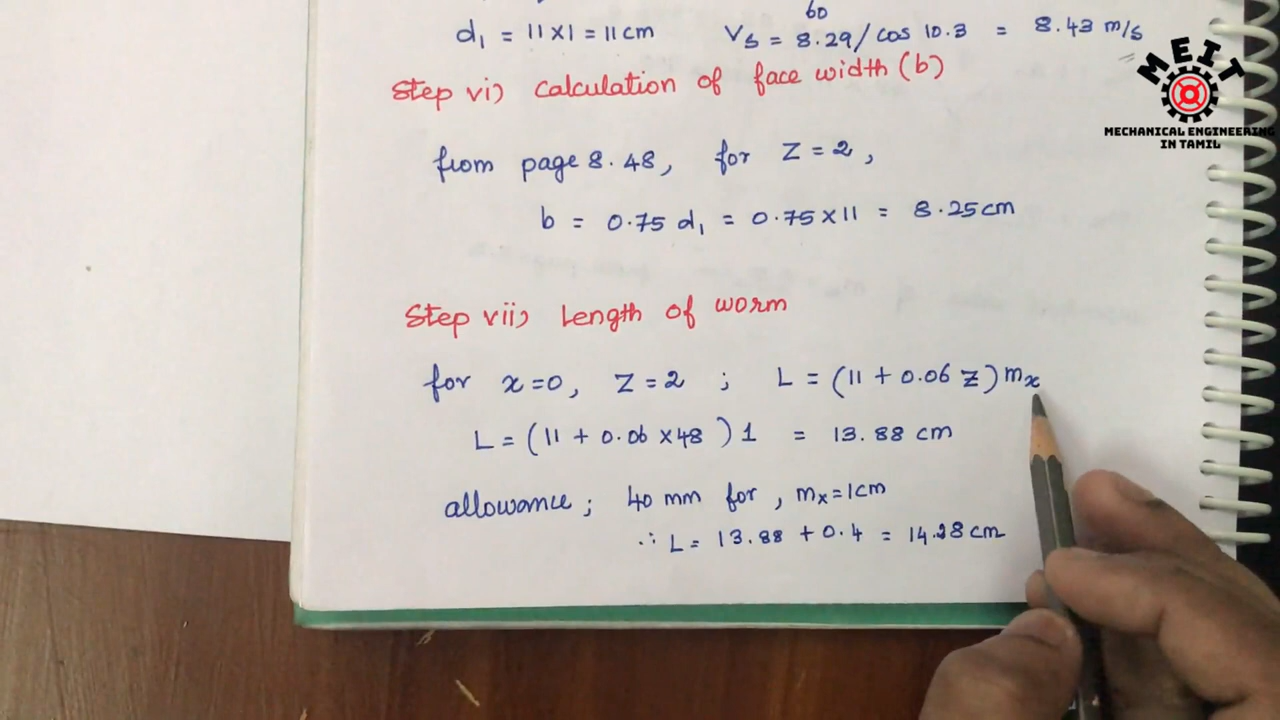 60
d₁ = 11 × 1 = 11 cm
Vs = 8.29 / cos 10.3 = 8.43 m/s
MEIT
MECHANICAL ENGINEERING
IN TAMIL
Step vi) Calculation of face width (b)
from page 8.48, for Z = 2,
b = 0.75 d₁ = 0.75 × 11 = 8.25 cm
Step vii) Length of worm
for x = 0, Z = 2 ; L = (11 + 0.06 z) mx
L = (11 + 0.06 × 48 ) 1 = 13.88 cm
allowance ; 40 mm for , mx = 1 cm
∴ L = 13.88 + 0.4 = 14.28 cm